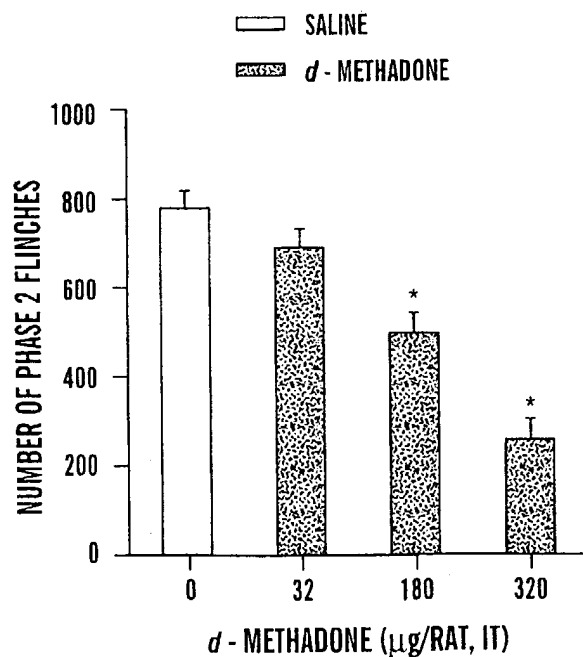 SALINE
d - METHADONE
NUMBER OF PHASE 2 FLINCHES
1000
800
600
400
200
0
*
*
0 32 180 320
d - METHADONE (µg/RAT, IT)